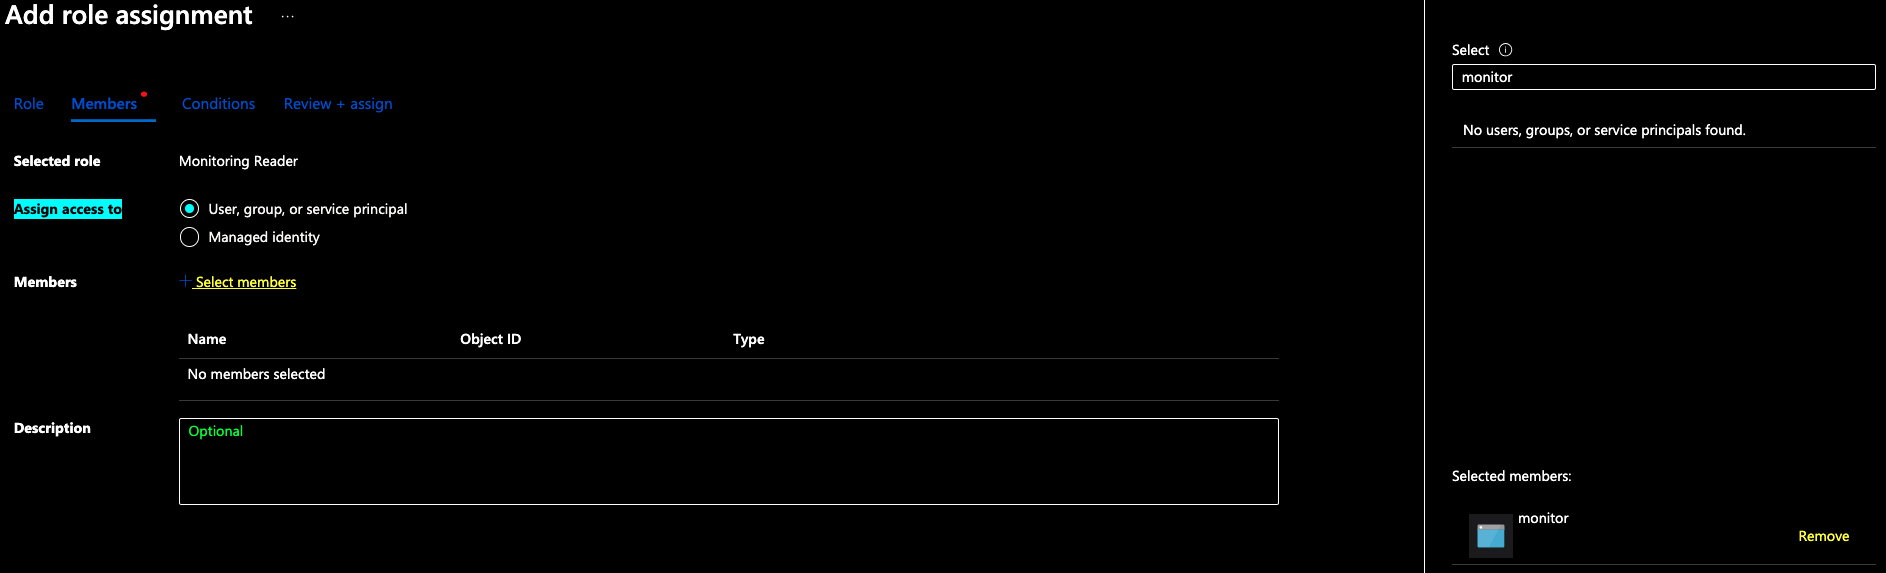 Add role assignment ...
Role Members Conditions Review + assign
Selected role Monitoring Reader
Assign access to User, group, or service principal
Managed identity
Members + Select members
Name Object ID Type
No members selected
Description Optional
Select
monitor
No users, groups, or service principals found.
Selected members:
monitor
Remove